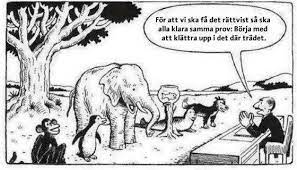 För att vi ska få det rättvist så ska
alla klara samma prov: Börja med
att klättra upp i det där trädet.